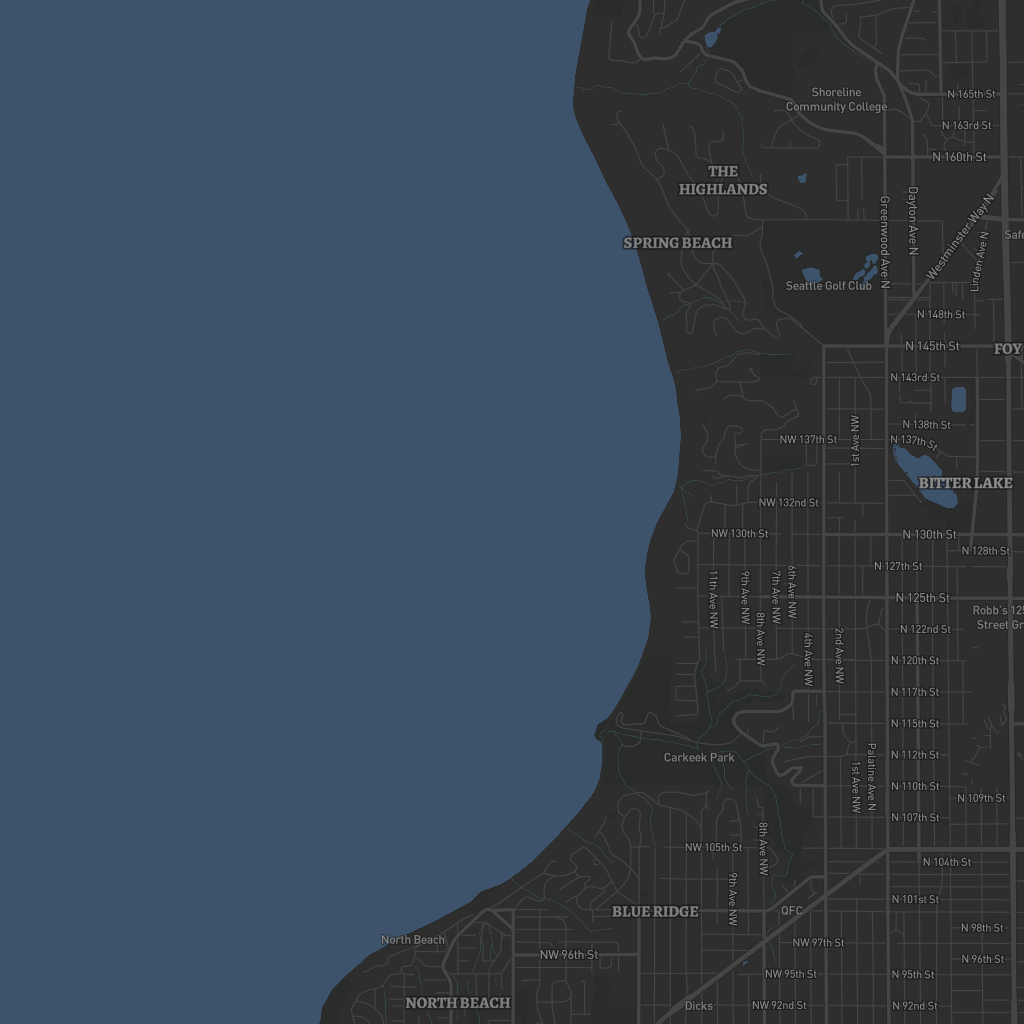 Shoreline
Community College
N 165th St
N 163rd St
N 160th St
THE
HIGHLANDS
Greenwood Ave N
Dayton Ave N
Westminster Way N
Linden Ave N
Safe
SPRING BEACH
Seattle Golf Club
N 148th St
N 145th St
FOY
N 143rd St
N 138th St
NW 137th St
1st Ave NW
N 137th St
BITTER LAKE
NW 132nd St
NW 130th St
N 130th St
N 128th St
N 127th St
11th Ave NW
9th Ave NW
7th Ave NW
6th Ave NW
8th Ave NW
N 125th St
Robb's 125
Street Gr
N 122nd St
4th Ave NW
2nd Ave NW
N 120th St
N 117th St
N 115th St
Carkeek Park
N 112th St
Palatine Ave N
1st Ave NW
N 110th St
N 109th St
N 107th St
NW 105th St
8th Ave NW
N 104th St
9th Ave NW
N 101st St
BLUE RIDGE
QFC
N 98th St
North Beach
NW 97th St
NW 96th St
N 96th St
NW 95th St
N 95th St
NORTH BEACH
Dicks
NW 92nd St
N 92nd St